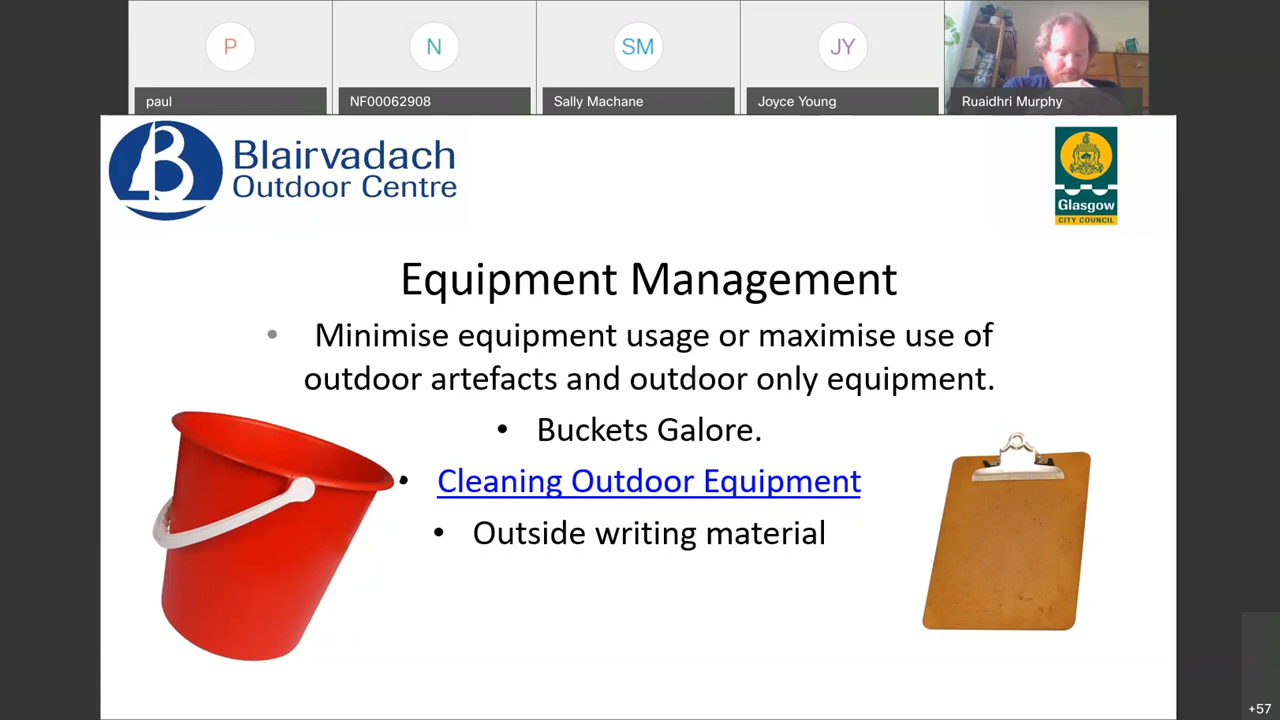 P
N
SM
JY
paul
NF00062908
Sally Machane
Joyce Young
Ruaidhri Murphy
B
Blairvadach
Outdoor Centre
Glasgow
CITY COUNCIL
Equipment Management
• Minimise equipment usage or maximise use of
outdoor artefacts and outdoor only equipment.
• Buckets Galore.
• Cleaning Outdoor Equipment
• Outside writing material
+57